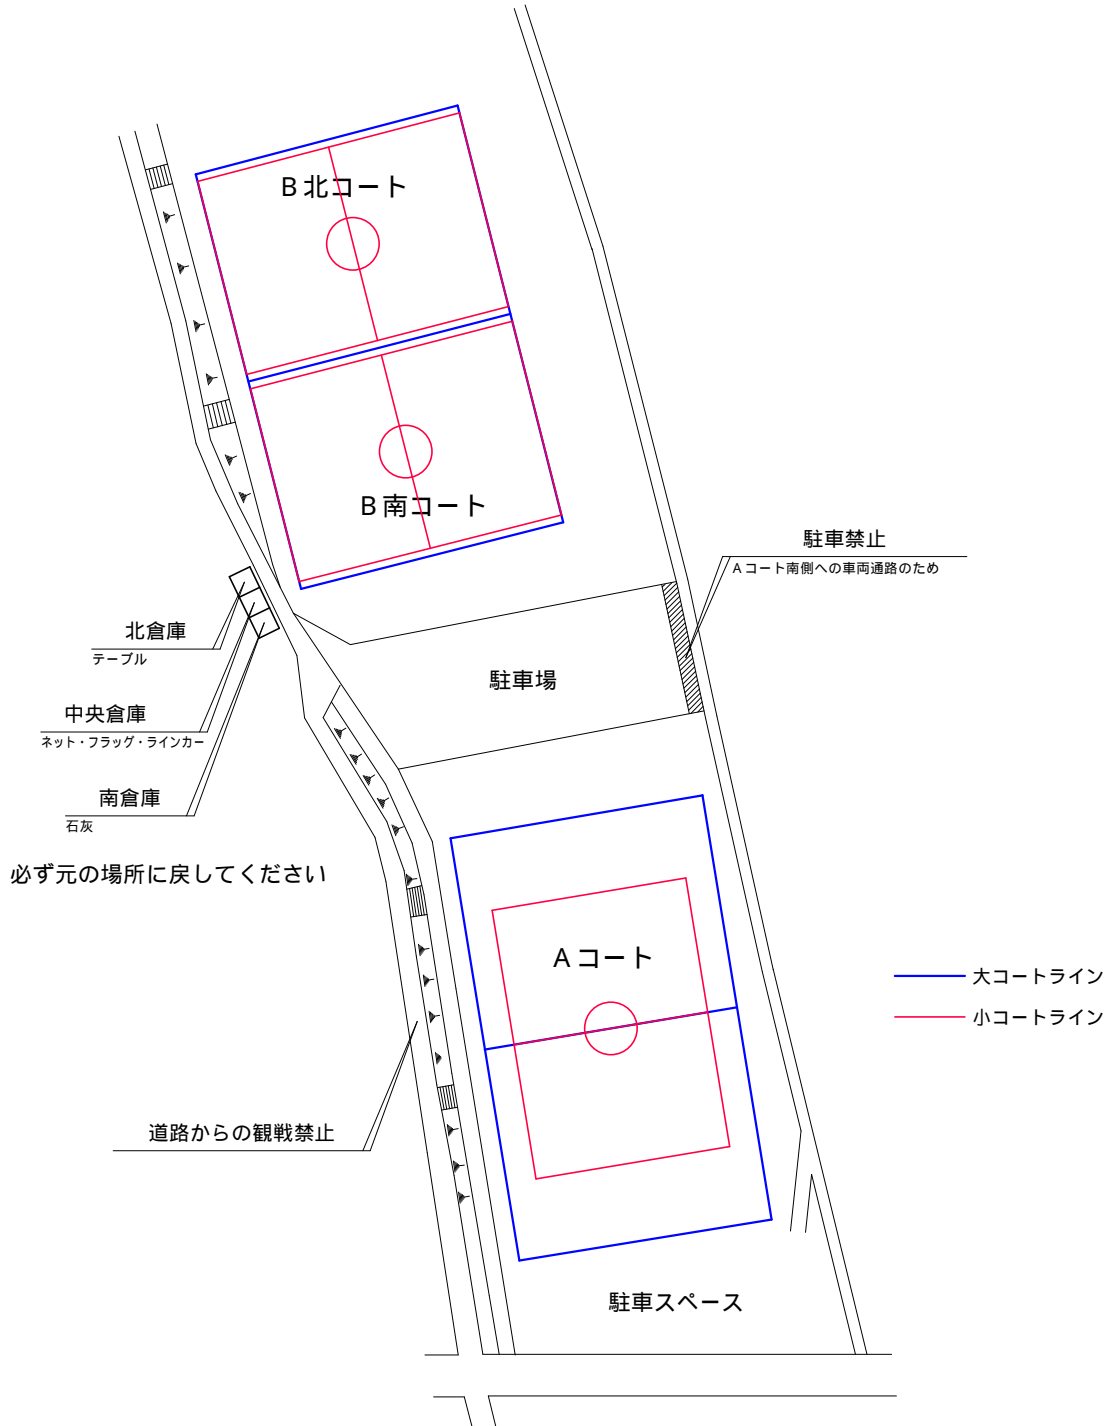 B北コート
B南コート
駐車禁止
Aコート南側への車両通路のため
北倉庫
テーブル
駐車場
中央倉庫
ネット・フラッグ・ラインカー
南倉庫
石灰
必ず元の場所に戻してください
Aコート
大コートライン
小コートライン
道路からの観戦禁止
駐車スペース